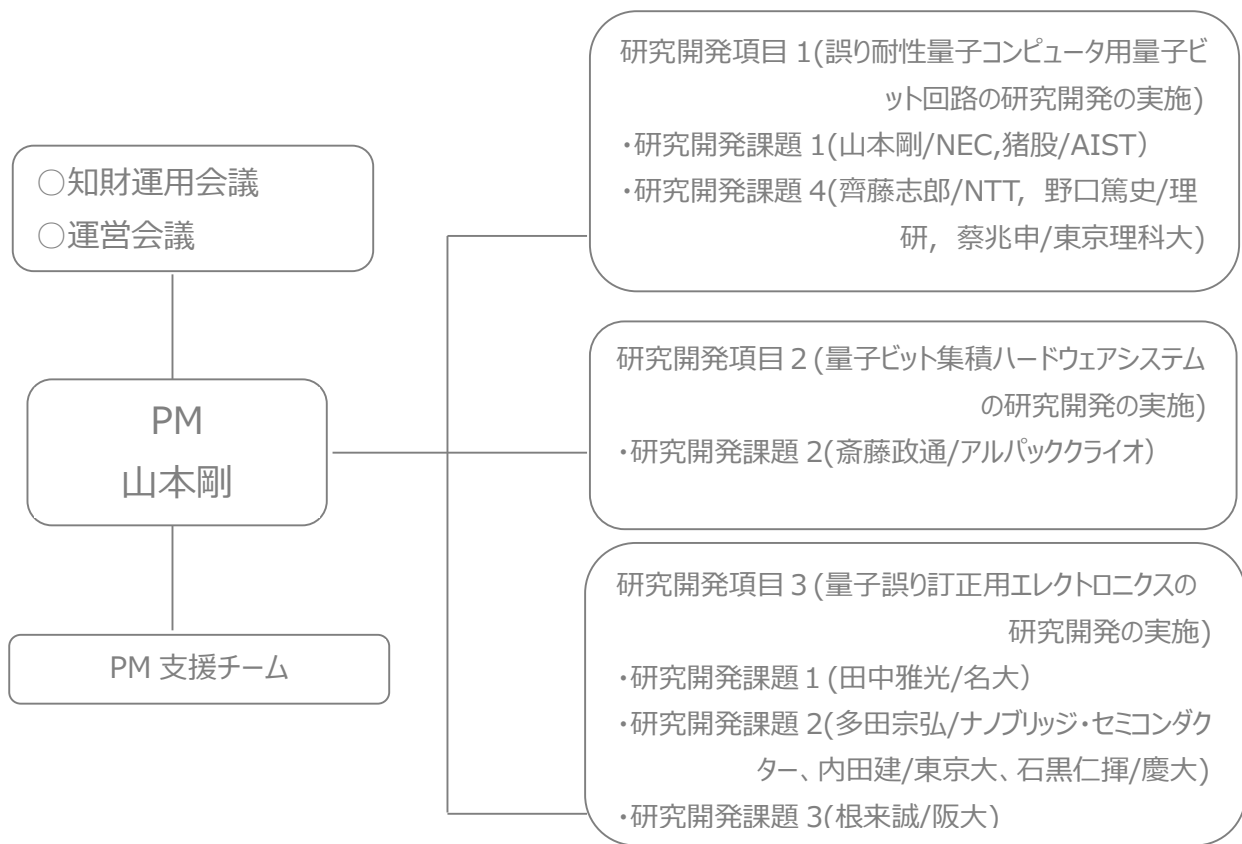 ○知財運用会議
○運営会議
PM
山本剛
PM 支援チーム
研究開発項目 1(誤り耐性量子コンピュータ用量子ビ
ット回路の研究開発の実施)
・研究開発課題 1(山本剛/NEC,猪股/AIST)
・研究開発課題 4(齊藤志郎/NTT, 野口篤史/理
研, 蔡兆申/東京理科大)
研究開発項目 2 (量子ビット集積ハードウェアシステム
の研究開発の実施)
・研究開発課題 2(斎藤政通/アルバッククライオ)
研究開発項目 3 (量子誤り訂正用エレクトロニクスの
研究開発の実施)
・研究開発課題 1 (田中雅光/名大)
・研究開発課題 2(多田宗弘/ナノブリッジ・セミコンダク
ター、内田建/東京大、石黒仁揮/慶大)
・研究開発課題 3(根来誠/阪大)